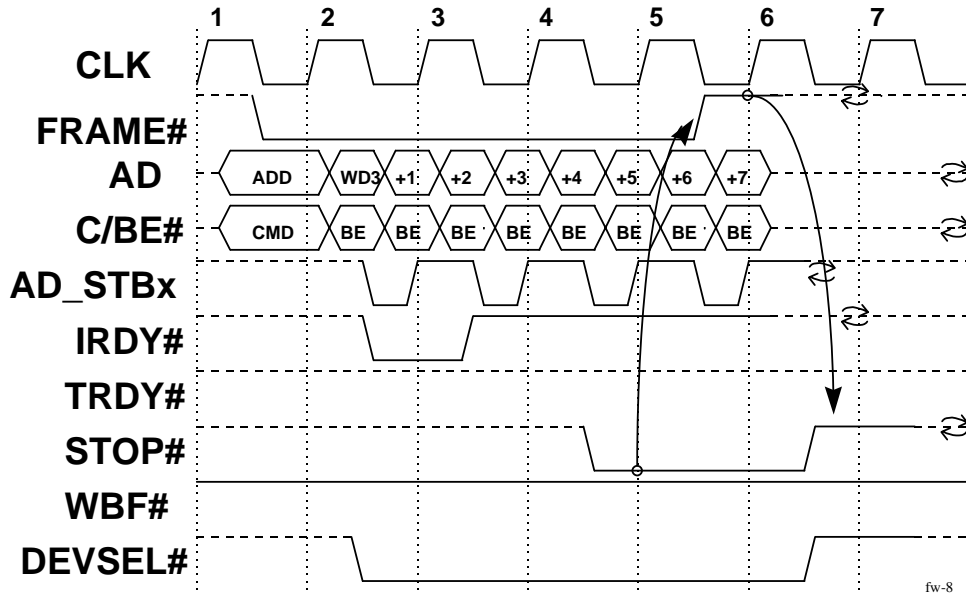 1 2 3 4 5 6 7
CLK
FRAME#
AD ADD WD3 +1 +2 +3 +4 +5 +6 +7
C/BE# CMD BE BE BE BE BE BE BE BE
AD_STBx
IRDY#
TRDY#
STOP#
WBF#
DEVSEL#
fw-8